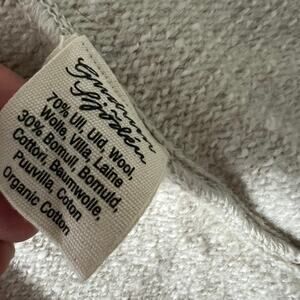 Gudrun
Sjödén
70% Ull, Uld, Wool,
Wolle, Villa, Laine
30% Bomull, Bomuld,
Cotton, Baumwolle,
Puuvilla, Coton
Organic Cotton